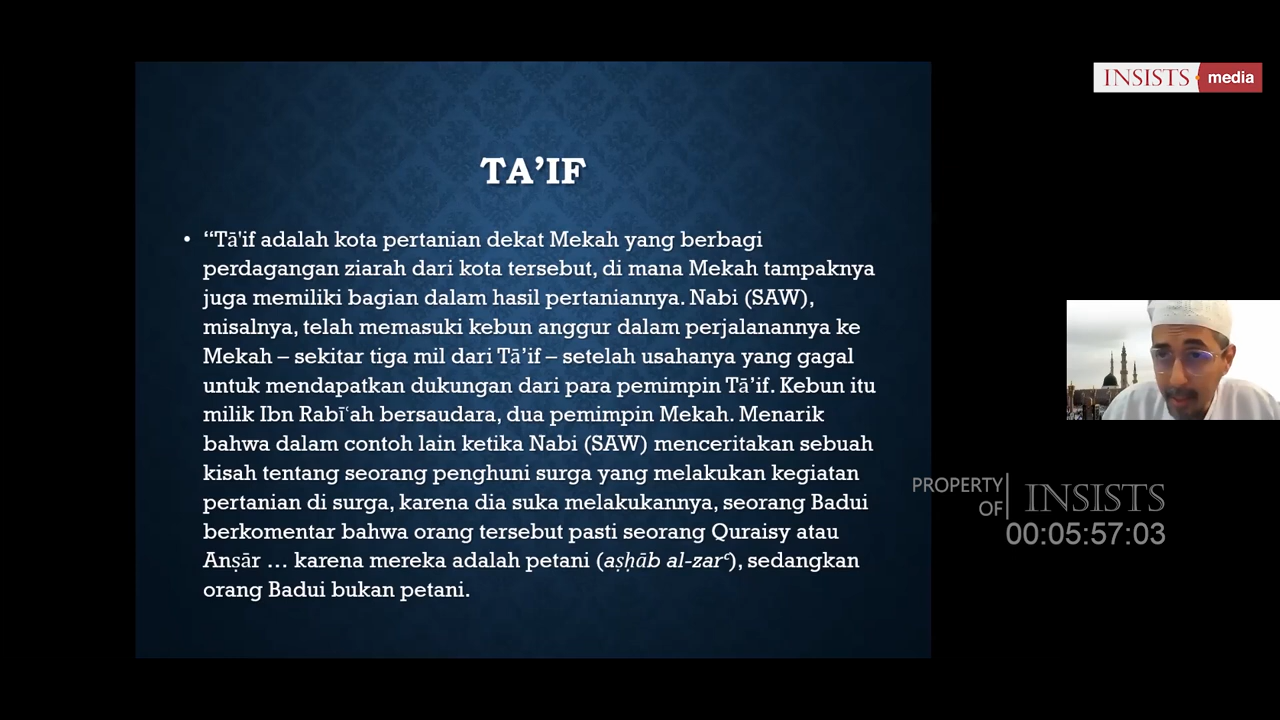 INSISTS media
TA’IF
• “Tā'if adalah kota pertanian dekat Mekah yang berbagi
perdagangan ziarah dari kota tersebut, di mana Mekah tampaknya
juga memiliki bagian dalam hasil pertaniannya. Nabi (SAW),
misalnya, telah memasuki kebun anggur dalam perjalanannya ke
Mekah – sekitar tiga mil dari Tā’if – setelah usahanya yang gagal
untuk mendapatkan dukungan dari para pemimpin Tā’if. Kebun itu
milik Ibn Rabīʿah bersaudara, dua pemimpin Mekah. Menarik
bahwa dalam contoh lain ketika Nabi (SAW) menceritakan sebuah
kisah tentang seorang penghuni surga yang melakukan kegiatan
pertanian di surga, karena dia suka melakukannya, seorang Badui
berkomentar bahwa orang tersebut pasti seorang Quraisy atau
Anṣār … karena mereka adalah petani (aṣḥāb al-zarʿ), sedangkan
orang Badui bukan petani.
PROPERTY OF INSISTS
00:05:57:03